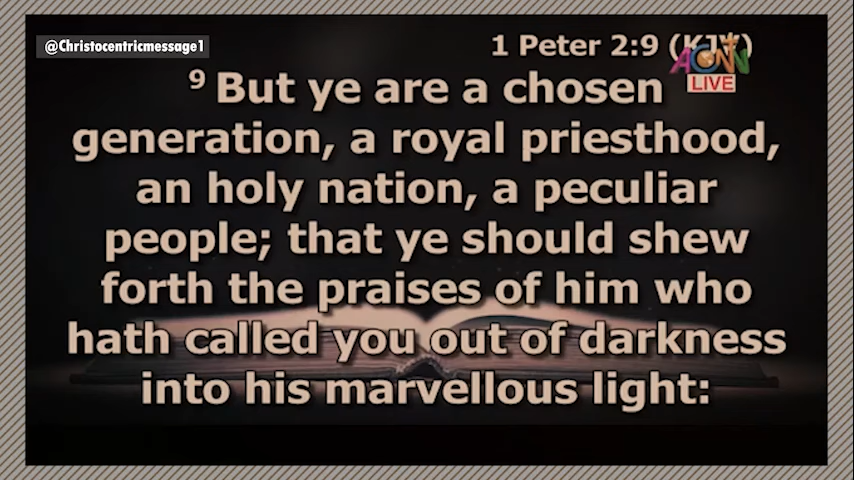 @Christocentricmessage1
1 Peter 2:9 (KJV)
ACNN
LIVE
9 But ye are a chosen
generation, a royal priesthood,
an holy nation, a peculiar
people; that ye should shew
forth the praises of him who
hath called you out of darkness
into his marvellous light: